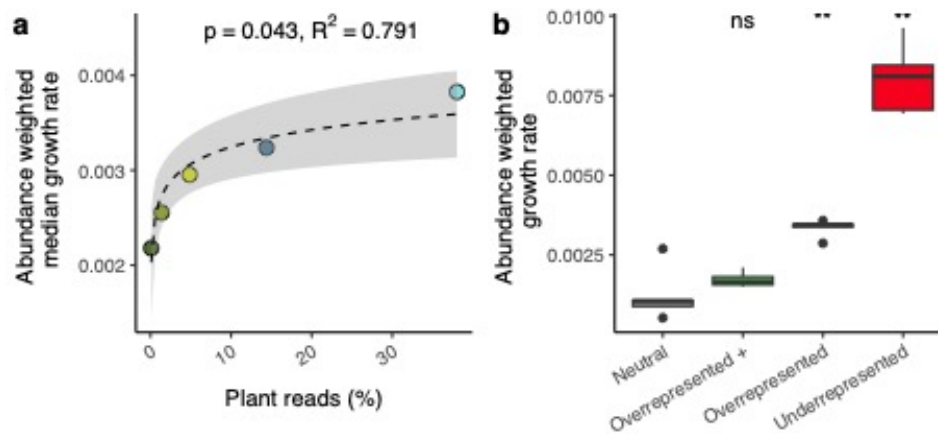 a
p = 0.043, R² = 0.791
Abundance weighted
median growth rate
0.004
0.003
0.002
0
10
20
30
Plant reads (%)
b
ns
**
**
Abundance weighted
growth rate
0.0100
0.0075
0.0050
0.0025
Neutral
Overrepresented +
Overrepresented
Underrepresented